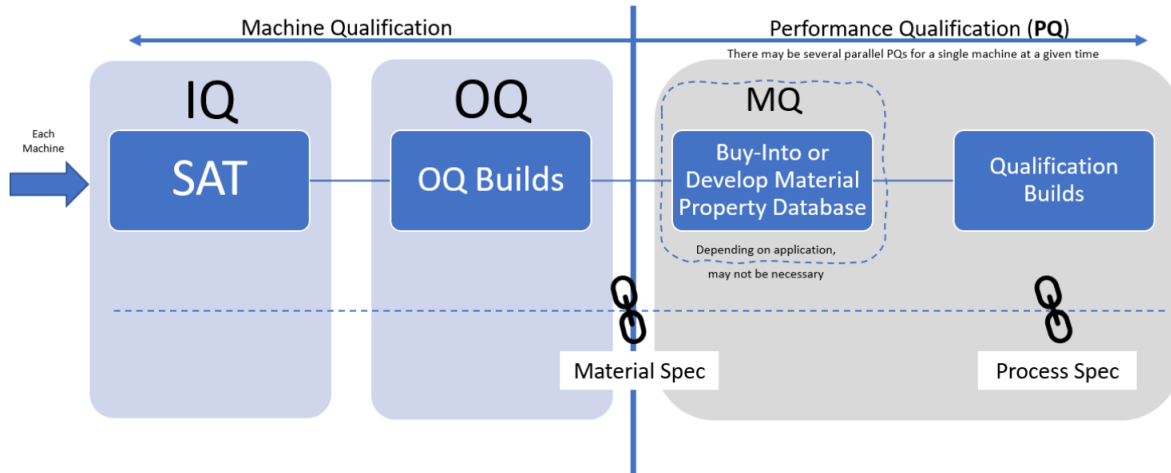 Machine Qualification
Performance Qualification (PQ)
There may be several parallel PQs for a single machine at a given time
Each
Machine
IQ
SAT
OQ
OQ Builds
MQ
Buy-Into or
Develop Material
Property Database
Depending on application,
may not be necessary
Qualification
Builds
Material Spec
Process Spec